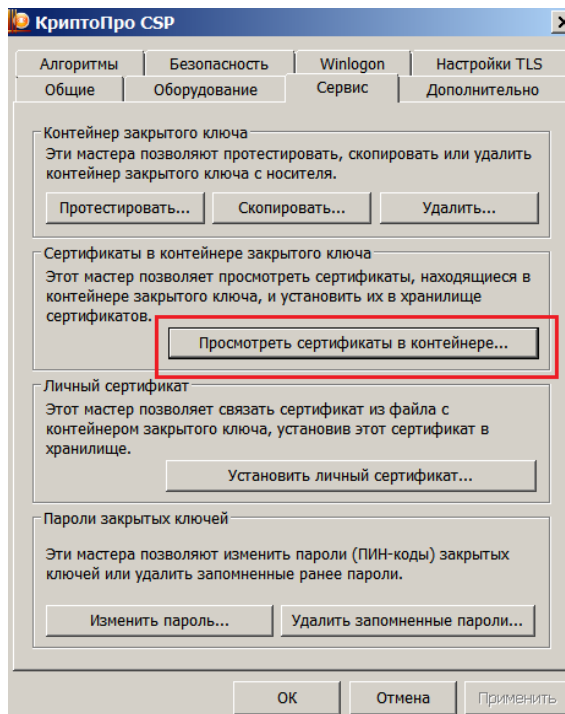 КриптоПро CSP
Алгоритмы Безопасность Winlogon Настройки TLS
Общие Оборудование Сервис Дополнительно
Контейнер закрытого ключа
Эти мастера позволяют протестировать, скопировать или удалить
контейнер закрытого ключа с носителя.
Протестировать... Скопировать... Удалить...
Сертификаты в контейнере закрытого ключа
Этот мастер позволяет просмотреть сертификаты, находящиеся в
контейнере закрытого ключа, и установить их в хранилище
сертификатов.
Просмотреть сертификаты в контейнере...
Личный сертификат
Этот мастер позволяет связать сертификат из файла с
контейнером закрытого ключа, установив этот сертификат в
хранилище.
Установить личный сертификат...
Пароли закрытых ключей
Эти мастера позволяют изменить пароли (ПИН-коды) закрытых
ключей или удалить запомненные ранее пароли.
Изменить пароль... Удалить запомненные пароли...
ОК Отмена Применить